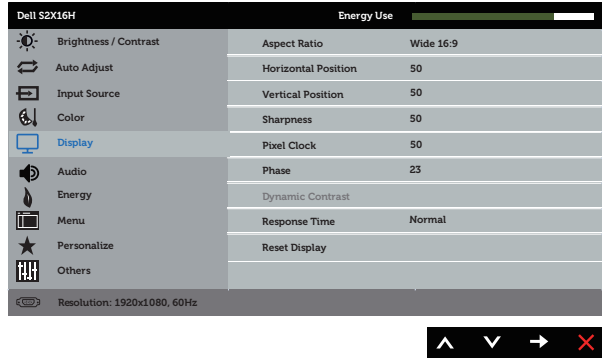 Dell S2X16H Energy Use
Brightness / Contrast
Auto Adjust
Input Source
Color
Display
Audio
Energy
Menu
Personalize
Others
Aspect Ratio Wide 16:9
Horizontal Position 50
Vertical Position 50
Sharpness 50
Pixel Clock 50
Phase 23
Dynamic Contrast
Response Time Normal
Reset Display
Resolution: 1920x1080, 60Hz